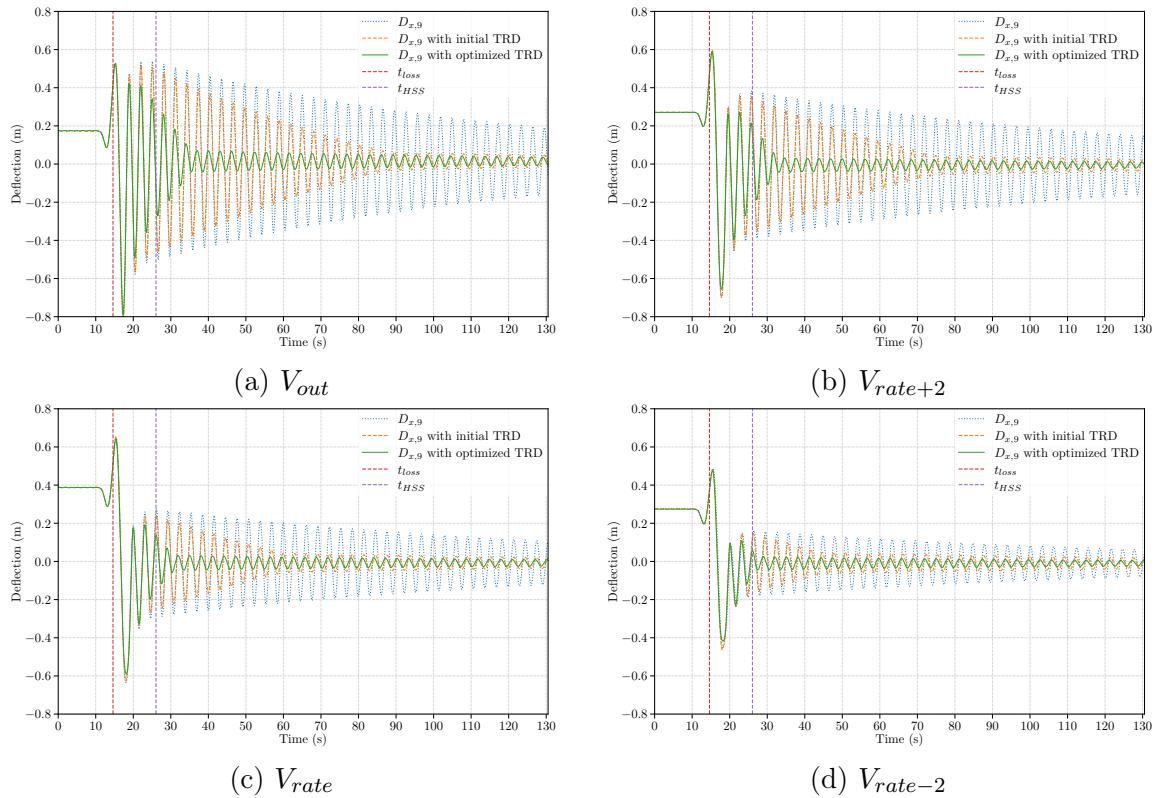 0.8
0.6
0.4
0.2
0.0
−0.2
−0.4
−0.6
−0.8
Deflection (m)
0 10 20 30 40 50 60 70 80 90 100 110 120 130
Time (s)
D_{x,9}
D_{x,9} with initial TRD
D_{x,9} with optimized TRD
t_{loss}
t_{HSS}
(a) V_{out}
0.8
0.6
0.4
0.2
0.0
−0.2
−0.4
−0.6
−0.8
Deflection (m)
0 10 20 30 40 50 60 70 80 90 100 110 120 130
Time (s)
D_{x,9}
D_{x,9} with initial TRD
D_{x,9} with optimized TRD
t_{loss}
t_{HSS}
(b) V_{rate+2}
0.8
0.6
0.4
0.2
0.0
−0.2
−0.4
−0.6
−0.8
Deflection (m)
0 10 20 30 40 50 60 70 80 90 100 110 120 130
Time (s)
D_{x,9}
D_{x,9} with initial TRD
D_{x,9} with optimized TRD
t_{loss}
t_{HSS}
(c) V_{rate}
0.8
0.6
0.4
0.2
0.0
−0.2
−0.4
−0.6
−0.8
Deflection (m)
0 10 20 30 40 50 60 70 80 90 100 110 120 130
Time (s)
D_{x,9}
D_{x,9} with initial TRD
D_{x,9} with optimized TRD
t_{loss}
t_{HSS}
(d) V_{rate−2}